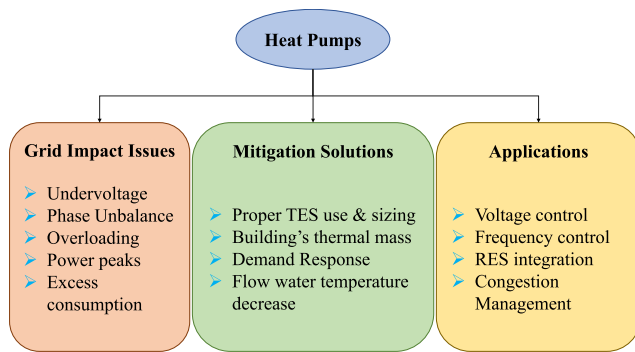 Heat Pumps
Grid Impact Issues
Undervoltage
Phase Unbalance
Overloading
Power peaks
Excess
consumption
Mitigation Solutions
Proper TES use & sizing
Building's thermal mass
Demand Response
Flow water temperature
decrease
Applications
Voltage control
Frequency control
RES integration
Congestion
Management